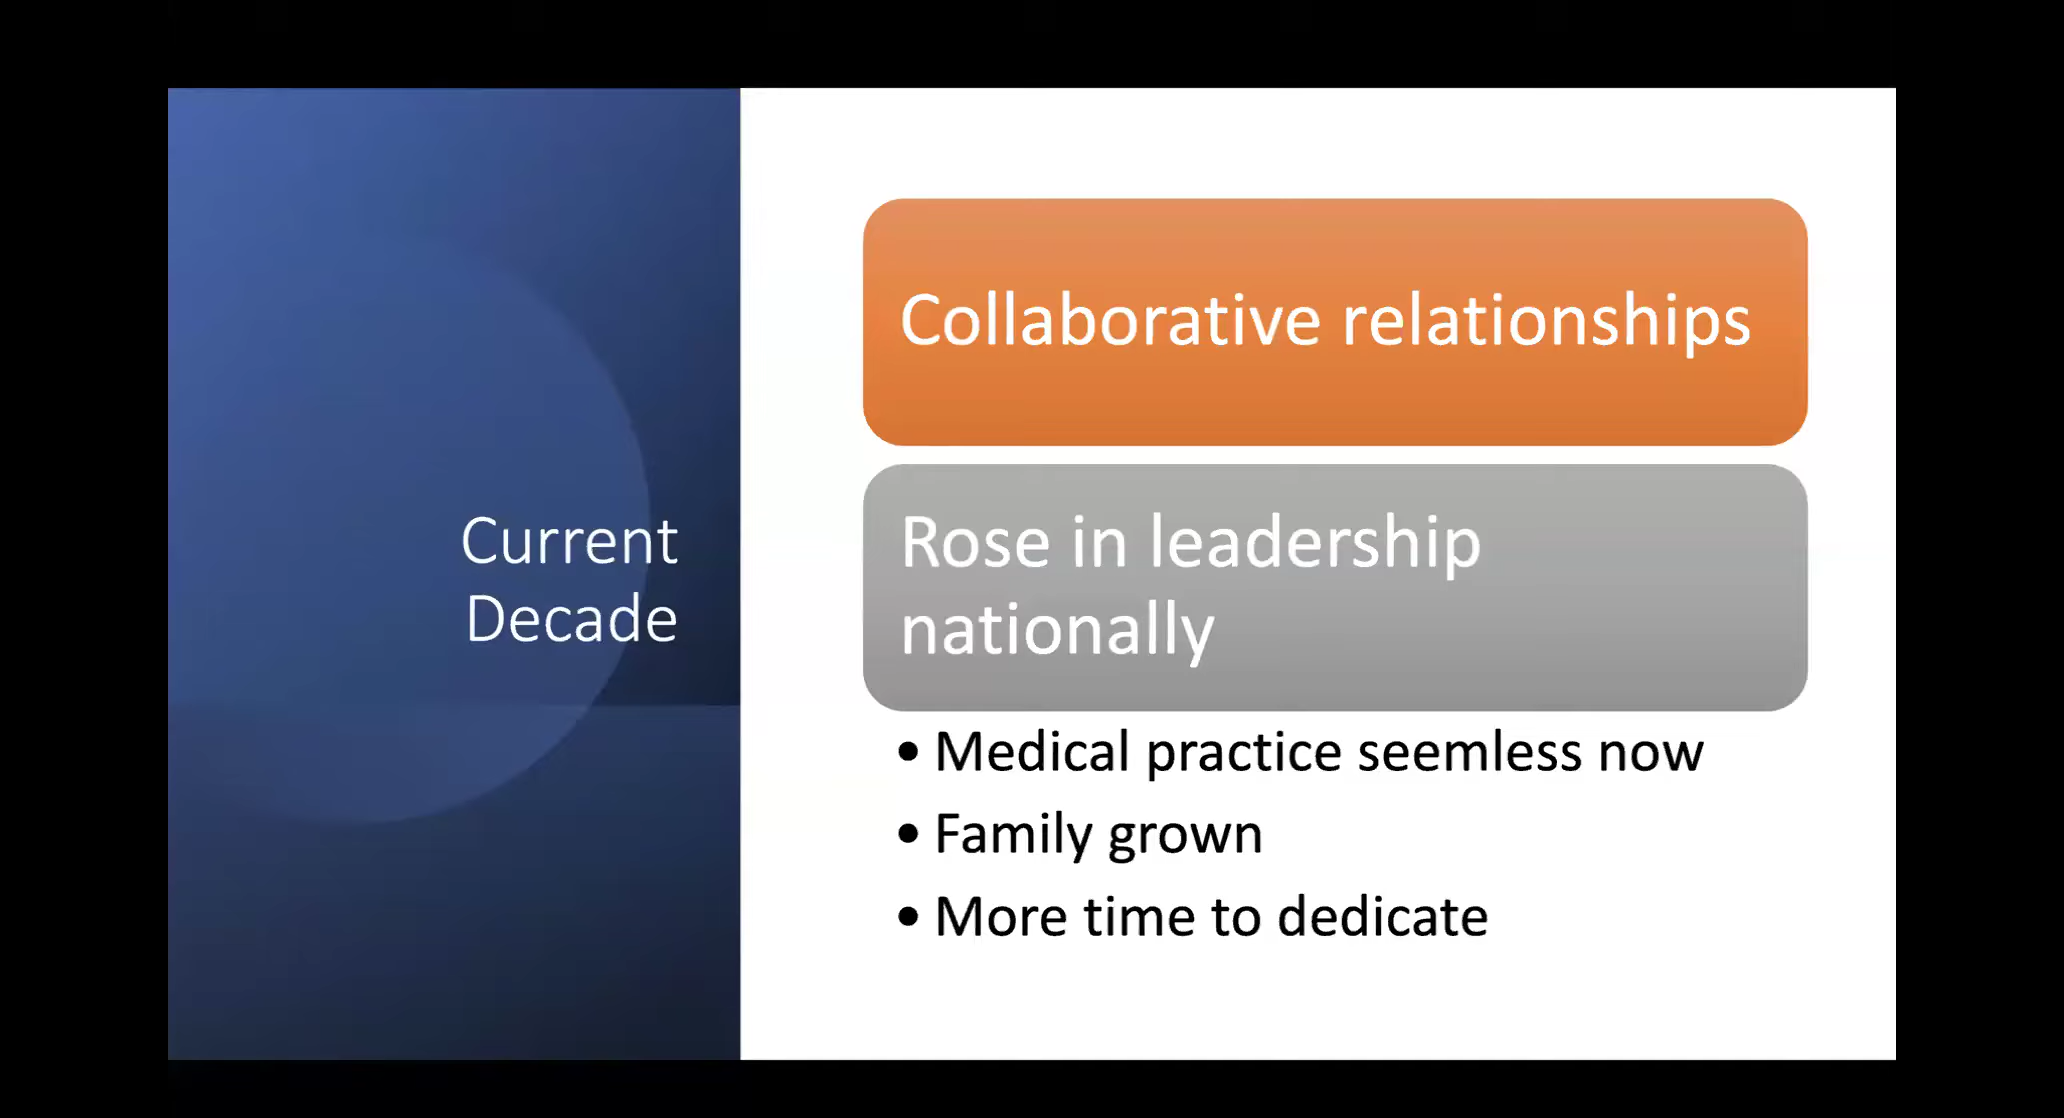 Current
Decade
Collaborative relationships
Rose in leadership
nationally
• Medical practice seemless now
• Family grown
• More time to dedicate